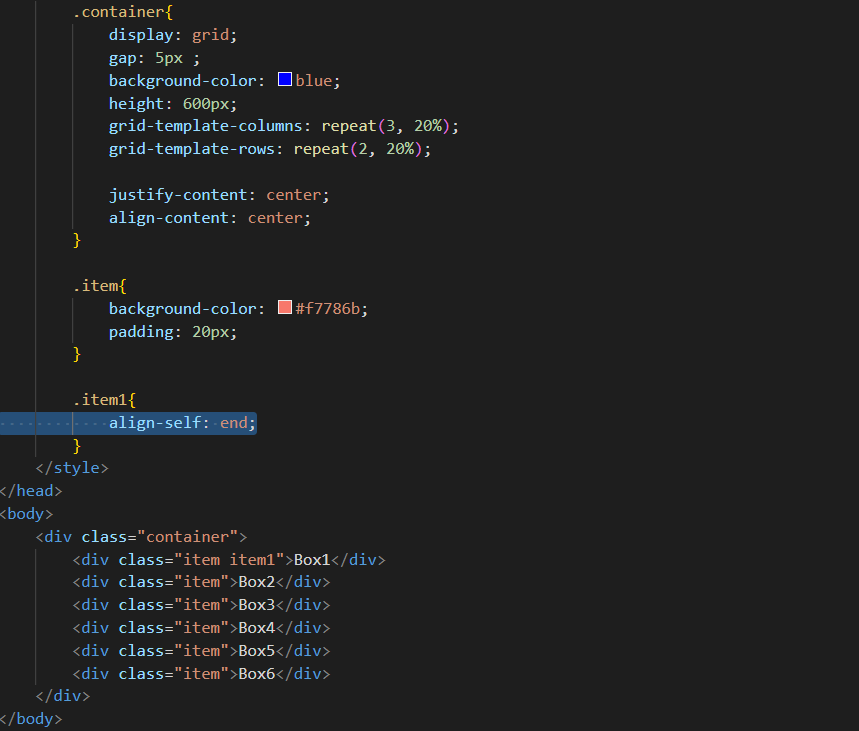 .container{
display: grid;
gap: 5px ;
background-color: blue;
height: 600px;
grid-template-columns: repeat(3, 20%);
grid-template-rows: repeat(2, 20%);
justify-content: center;
align-content: center;
}
.item{
background-color: #f7786b;
padding: 20px;
}
.item1{
align-self: end;
}
</style>
</head>
<body>
<div class="container">
<div class="item item1">Box1</div>
<div class="item">Box2</div>
<div class="item">Box3</div>
<div class="item">Box4</div>
<div class="item">Box5</div>
<div class="item">Box6</div>
</div>
</body>